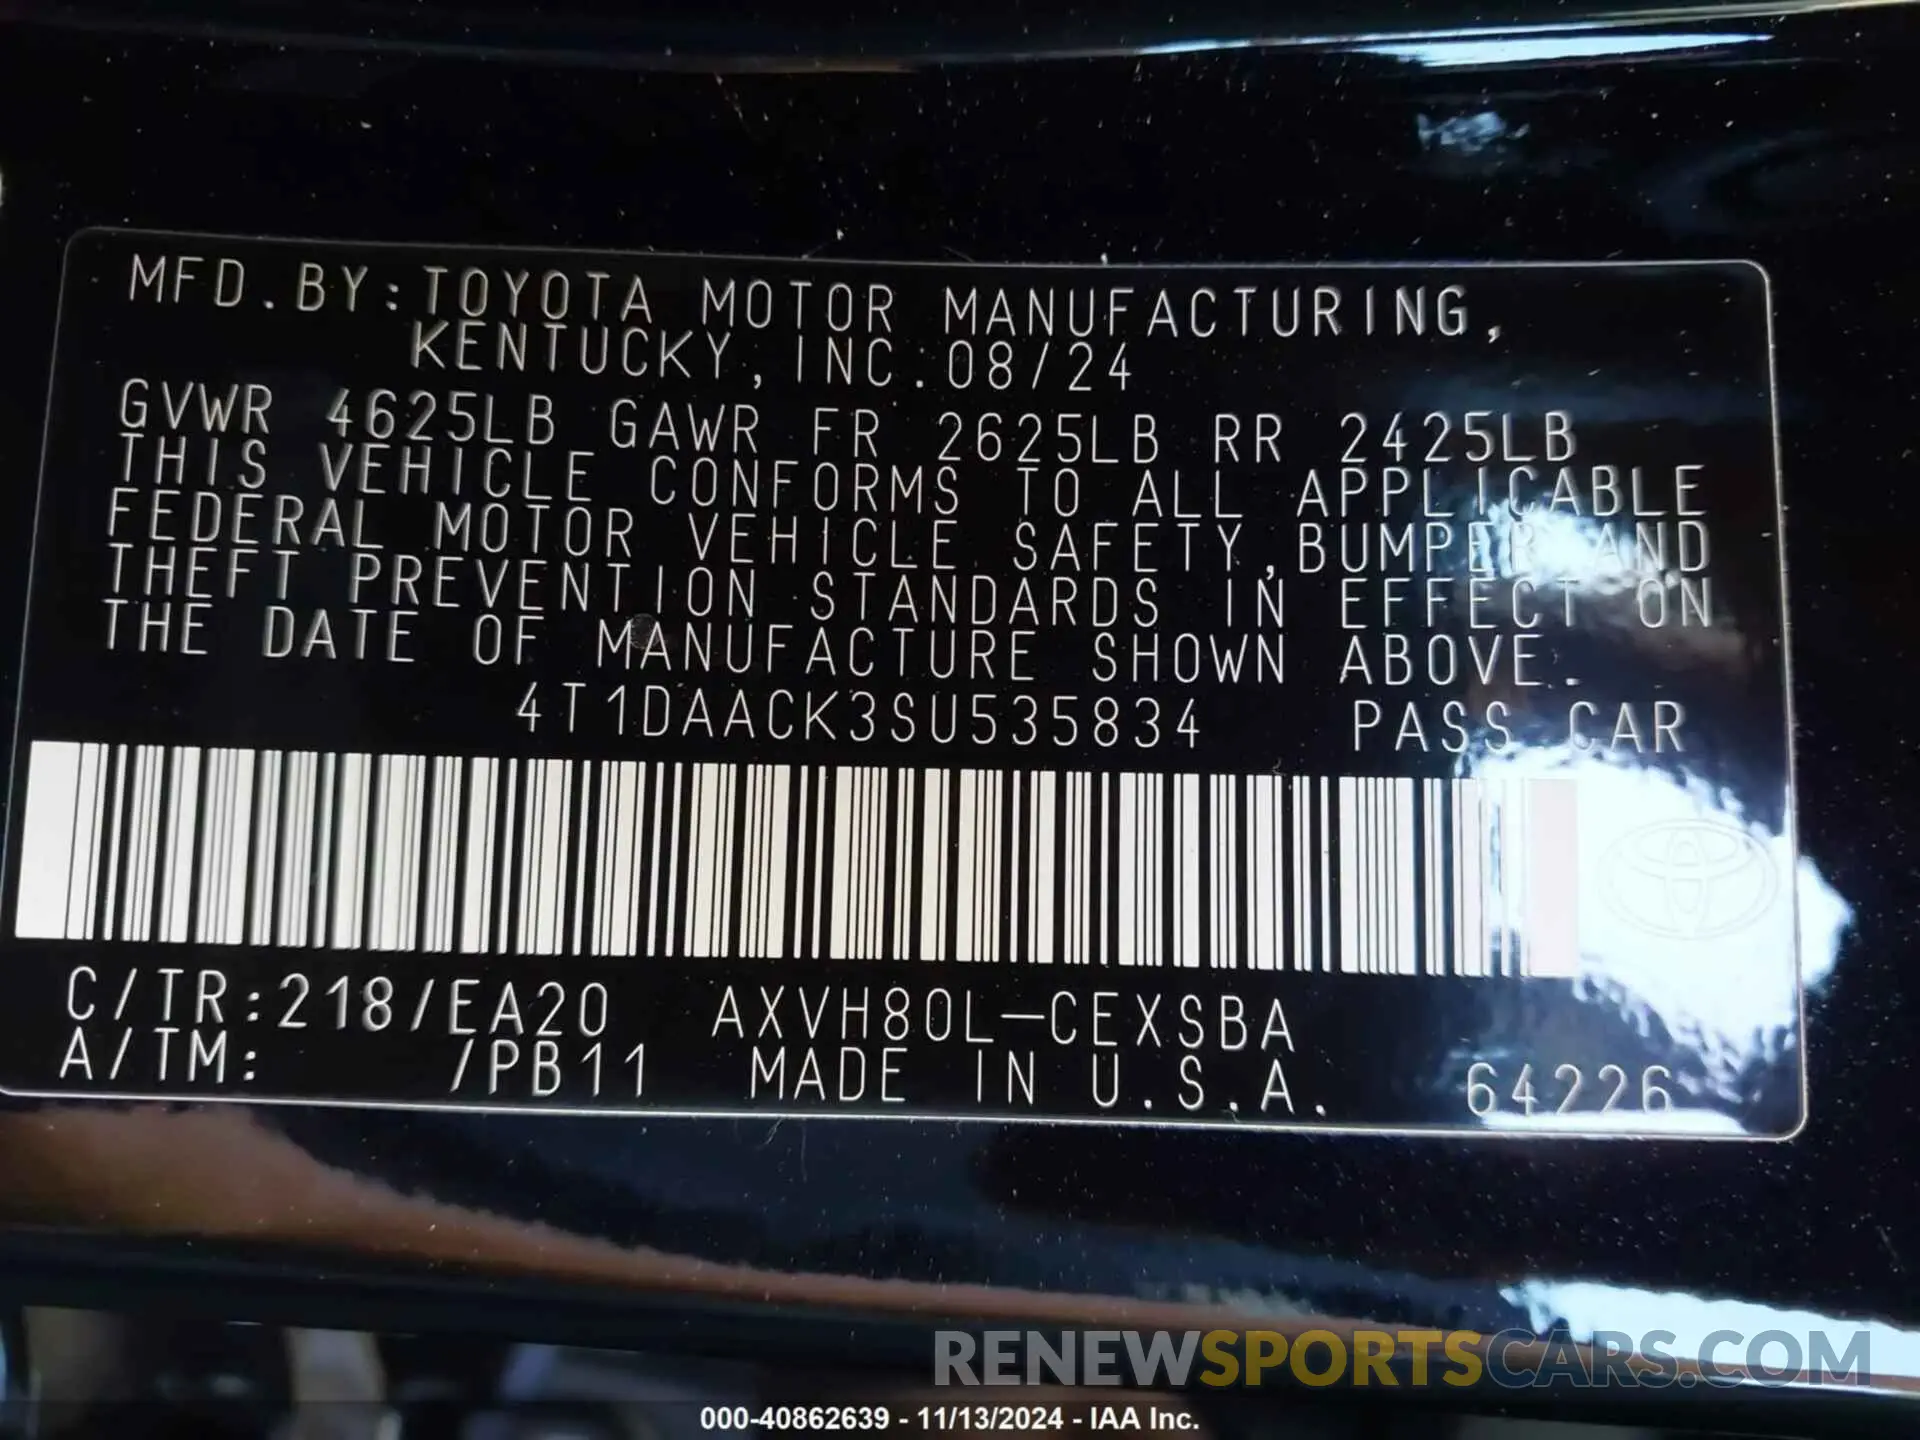 MFD.BY:TOYOTA MOTOR MANUFACTURING,
KENTUCKY, INC.08/24
GVWR 4625LB GAWR FR 2625LB RR 2425LB
THIS VEHICLE CONFORMS TO ALL APPLICABLE
FEDERAL MOTOR VEHICLE SAFETY,BUMPER AND
THEFT PREVENTION STANDARDS IN EFFECT ON
THE DATE OF MANUFACTURE SHOWN ABOVE.
4T1DAACK3SU535834 PASS CAR
C/TR:218/EA20 AXVH80L-CEXSBA
A/TM: /PB11 MADE IN U.S.A. 64226
RENEWSPORTSCARS.COM
000-40862639 - 11/13/2024 - IAA Inc.